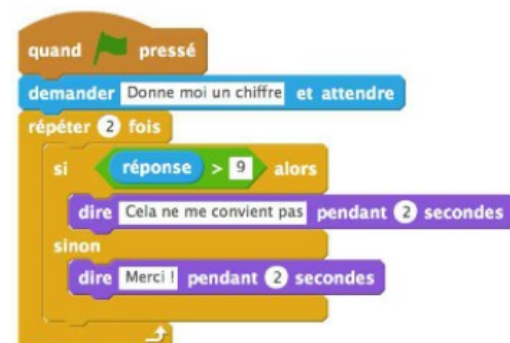 quand pressé
demander Donne moi un chiffre et attendre
répéter 2 fois
si réponse > 9 alors
dire Cela ne me convient pas pendant 2 secondes
sinon
dire Merci ! pendant 2 secondes